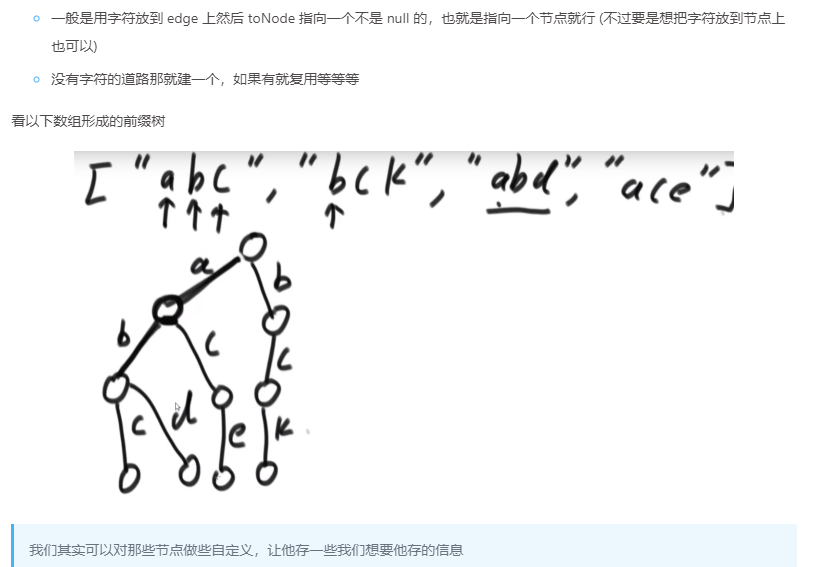 一般是用字符放到 edge 上然后 toNode 指向一个不是 null 的，也就是指向一个节点就行 (不过要是想把字符放到节点上
也可以)
没有字符的道路那就建一个，如果有就复用等等等
看以下数组形成的前缀树
["abc", "bck", "abd", "ace"]
a
b
b
c
c
c
d
e
k
我们其实可以对那些节点做些自定义，让他存一些我们想要他存的信息